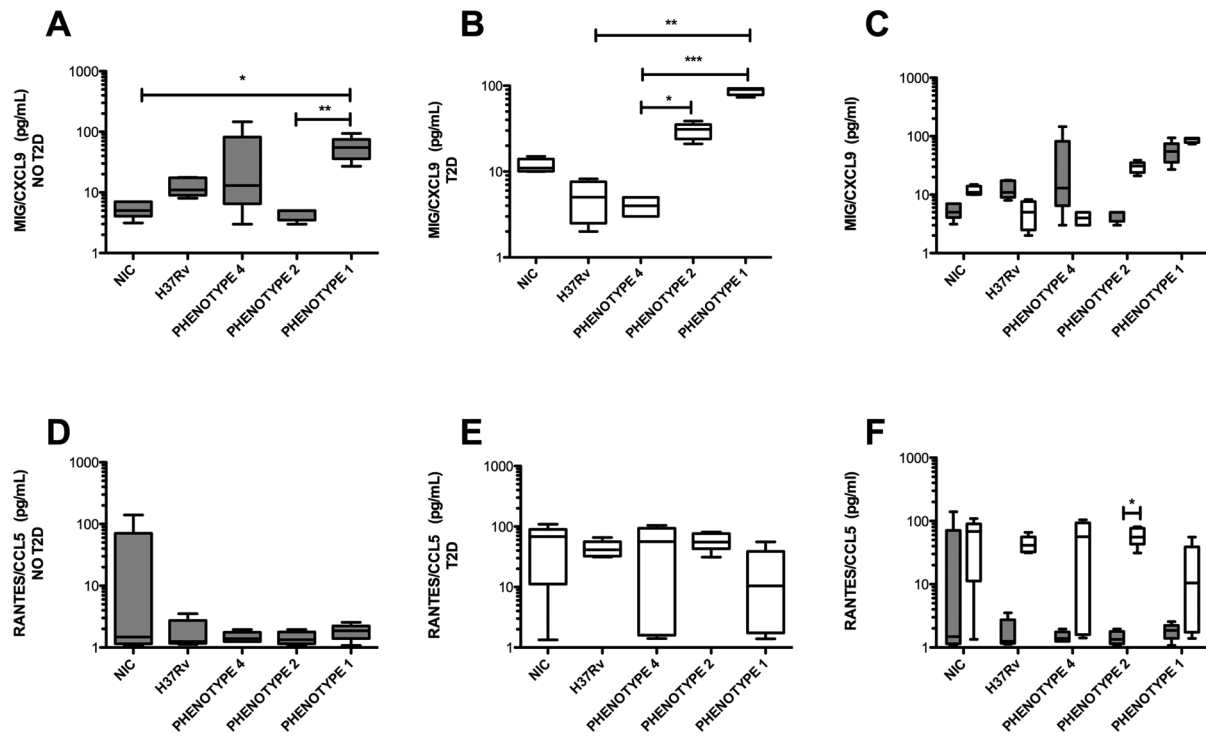 A
MIG/CXCL9 (pg/mL)
NO T2D
1000
100
10
1
*
**
NIC
H37Rv
PHENOTYPE 4
PHENOTYPE 2
PHENOTYPE 1
B
MIG/CXCL9 (pg/mL)
T2D
100
10
1
**
***
*
NIC
H37Rv
PHENOTYPE 4
PHENOTYPE 2
PHENOTYPE 1
C
MIG/CXCL9 (pg/ml)
1000
100
10
1
NIC
H37Rv
PHENOTYPE 4
PHENOTYPE 2
PHENOTYPE 1
D
RANTES/CCL5 (pg/mL)
NO T2D
1000
100
10
1
NIC
H37Rv
PHENOTYPE 4
PHENOTYPE 2
PHENOTYPE 1
E
RANTES/CCL5 (pg/mL)
T2D
1000
100
10
1
NIC
H37Rv
PHENOTYPE 4
PHENOTYPE 2
PHENOTYPE 1
F
RANTES/CCL5 (pg/ml)
1000
100
10
1
*
NIC
H37Rv
PHENOTYPE 4
PHENOTYPE 2
PHENOTYPE 1